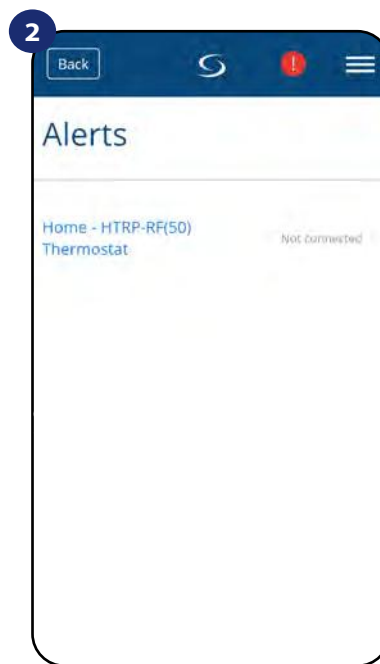 2
Back
!
Alerts
Home - HTRP-RF(50)
Not connected
Thermostat